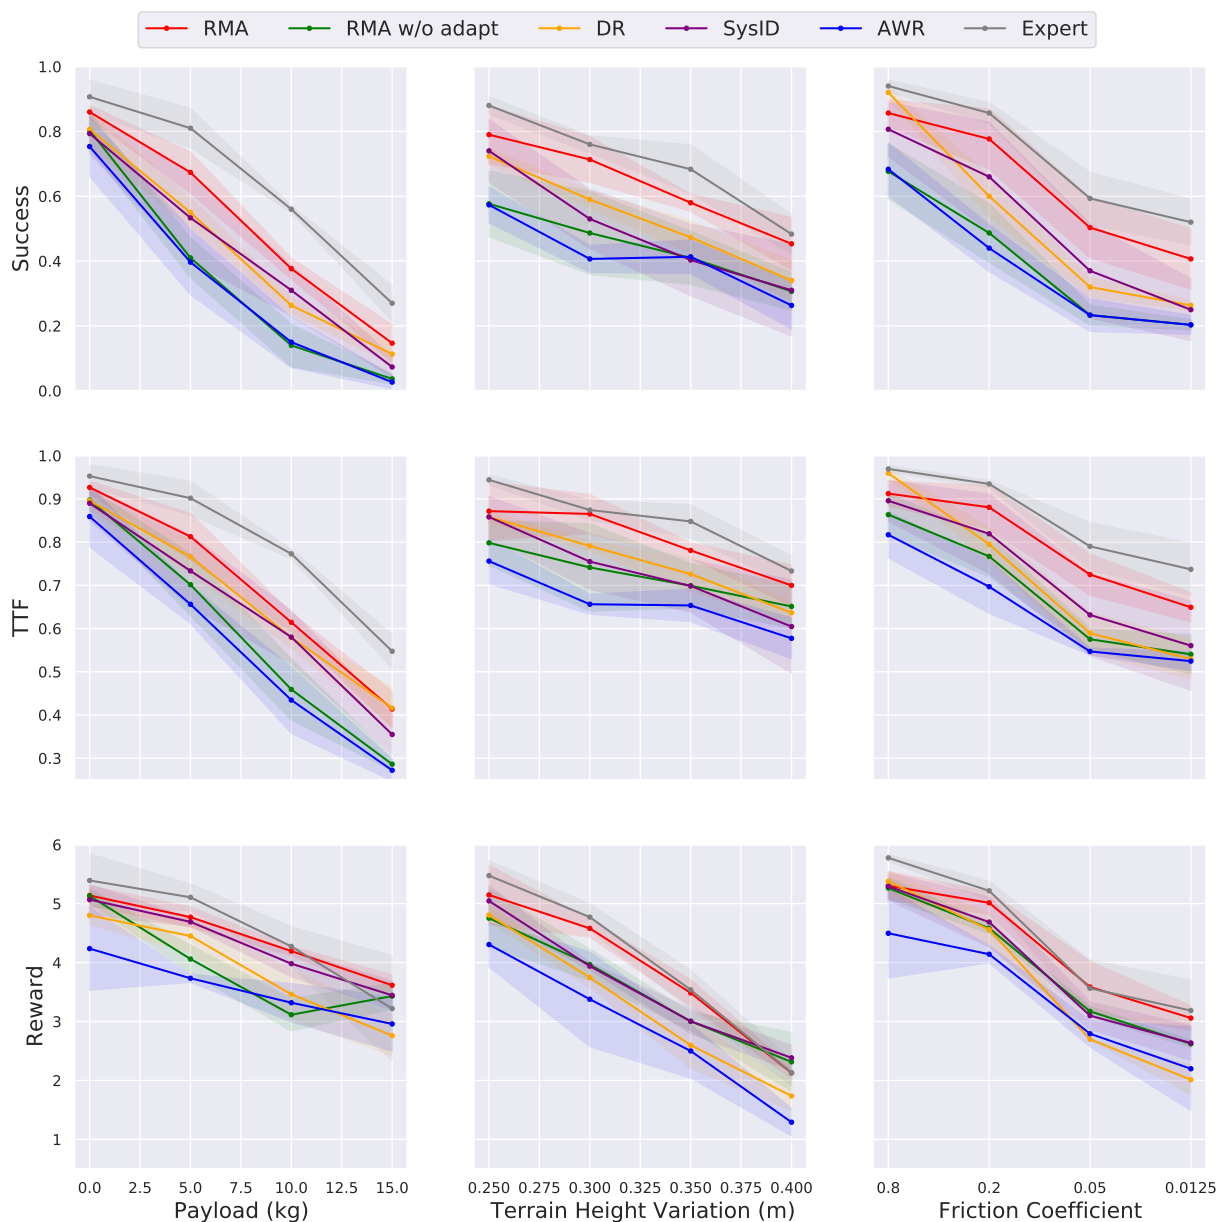 RMA RMA w/o adapt DR SysID AWR Expert
Success
1.0
0.8
0.6
0.4
0.2
0.0
TTF
1.0
0.9
0.8
0.7
0.6
0.5
0.4
0.3
Reward
6
5
4
3
2
1
0.0 2.5 5.0 7.5 10.0 12.5 15.0
Payload (kg)
0.250 0.275 0.300 0.325 0.350 0.375 0.400
Terrain Height Variation (m)
0.8 0.2 0.05 0.0125
Friction Coefficient